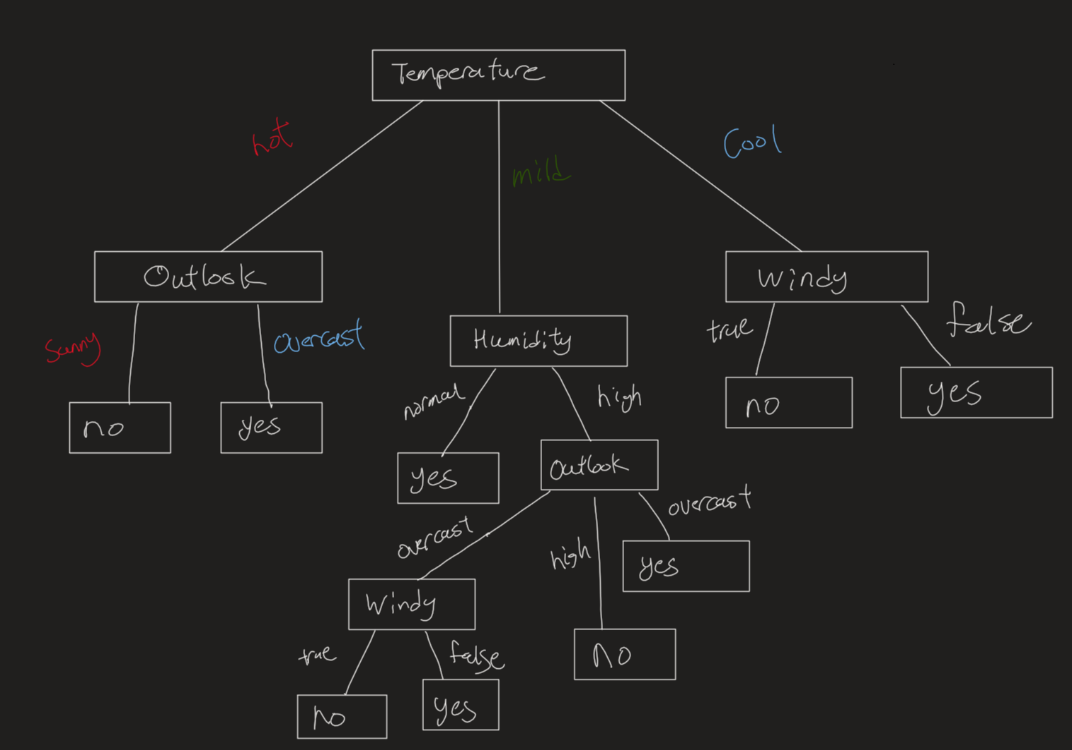 Temperature
hot
mild
Cool
Outlook
Windy
Sunny
overcast
Humidity
true
false
no
yes
normal
high
no
yes
yes
Outlook
overcast
high
overcast
Windy
yes
true
false
no
no
yes